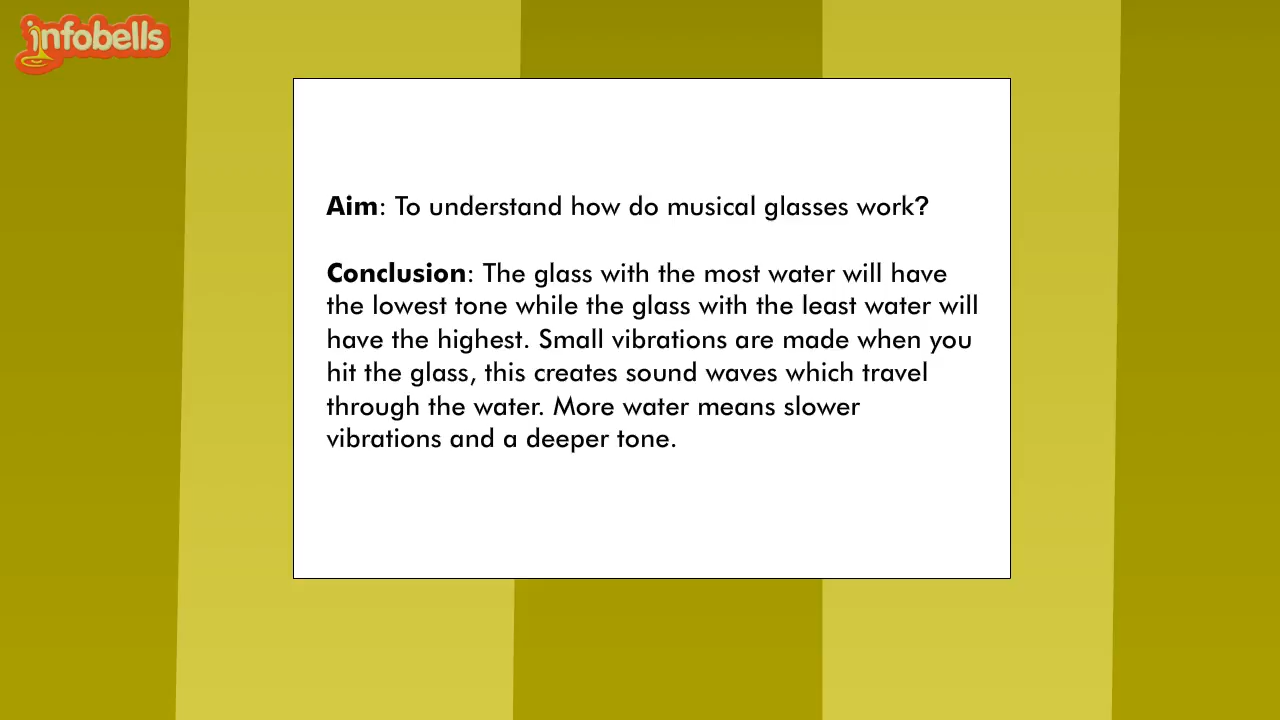 infobells
Aim: To understand how do musical glasses work?
Conclusion: The glass with the most water will have
the lowest tone while the glass with the least water will
have the highest. Small vibrations are made when you
hit the glass, this creates sound waves which travel
through the water. More water means slower
vibrations and a deeper tone.